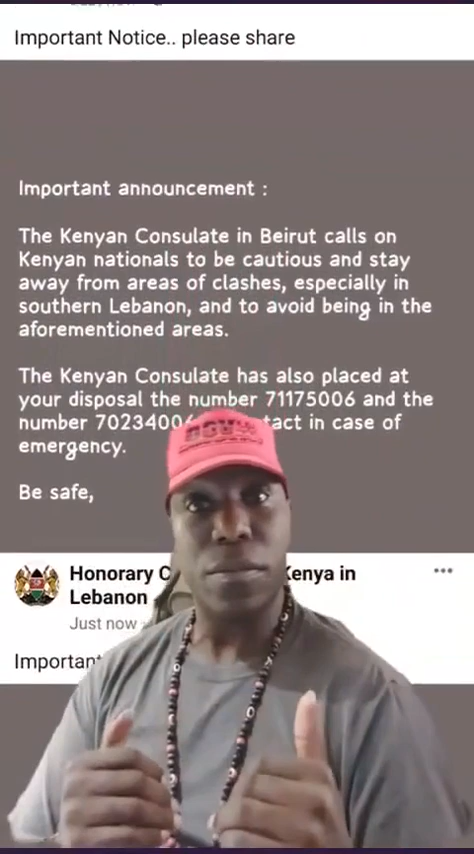 Important Notice.. please share
Important announcement :
The Kenyan Consulate in Beirut calls on
Kenyan nationals to be cautious and stay
away from areas of clashes, especially in
southern Lebanon, and to avoid being in the
aforementioned areas.
The Kenyan Consulate has also placed at
your disposal the number 71175006 and the
number in case of
emergency.
Be safe,
Honorary Kenya in
Lebanon
Just now